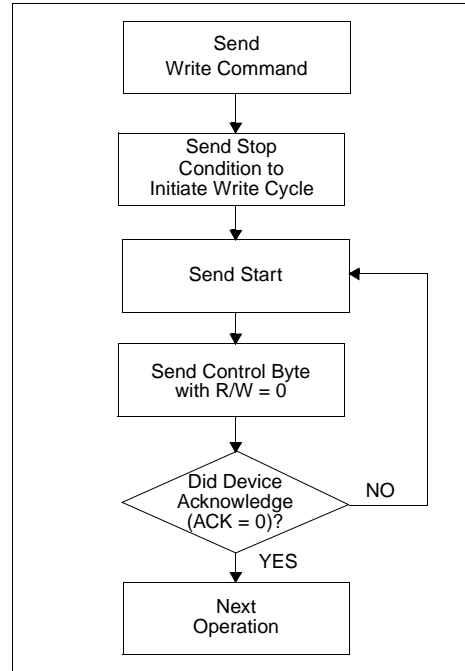 Send
Write Command
Send Stop
Condition to
Initiate Write Cycle
Send Start
Send Control Byte
with R/W = 0
Did Device
Acknowledge
(ACK = 0)?
NO
YES
Next
Operation